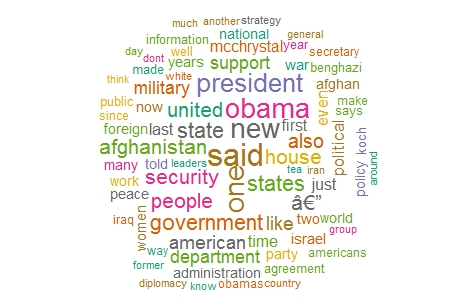 much another strategy
information national general
day well mcchrystal year
dont years support secretary
made war benghazi
think white military president afghan
public now united obama even make
since says
foreign last state new first
afghanistan said also political koch
many told leaders house tea iran policy around
work security one states just
peace people â€”
women government like two world
iraq american time israel group
way department party americans
former administration agreement
diplomacy know obamas country